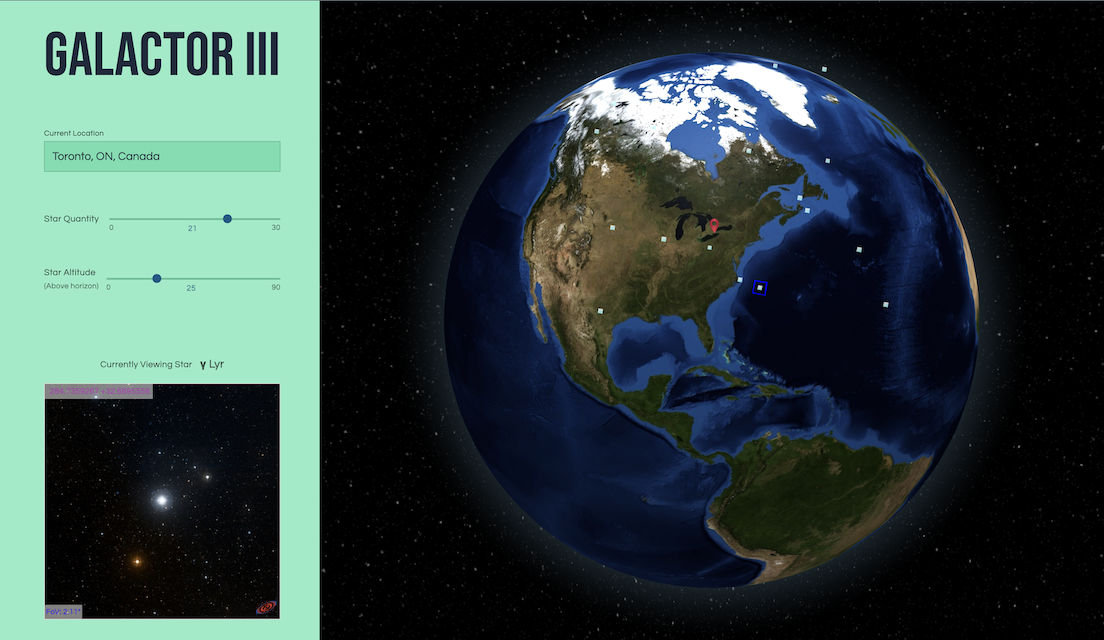 GALACTOR III
Current Location
Toronto, ON, Canada
Star Quantity
0 21 30
Star Altitude
(Above horizon)
0 25 90
Currently Viewing Star γ Lyr
FoV: 2.11°